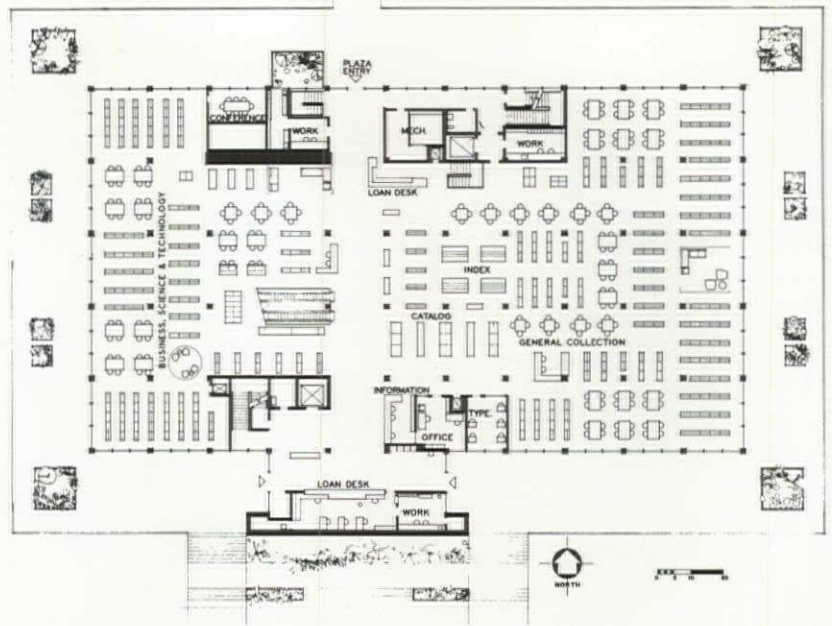 PLAZA
ENTRY
CONFERENCE
WORK
MECH.
WORK
LOAN DESK
BUSINESS, SCIENCE & TECHNOLOGY
INDEX
CATALOG
GENERAL COLLECTION
INFORMATION
TYPE.
OFFICE
LOAN DESK
WORK
NORTH